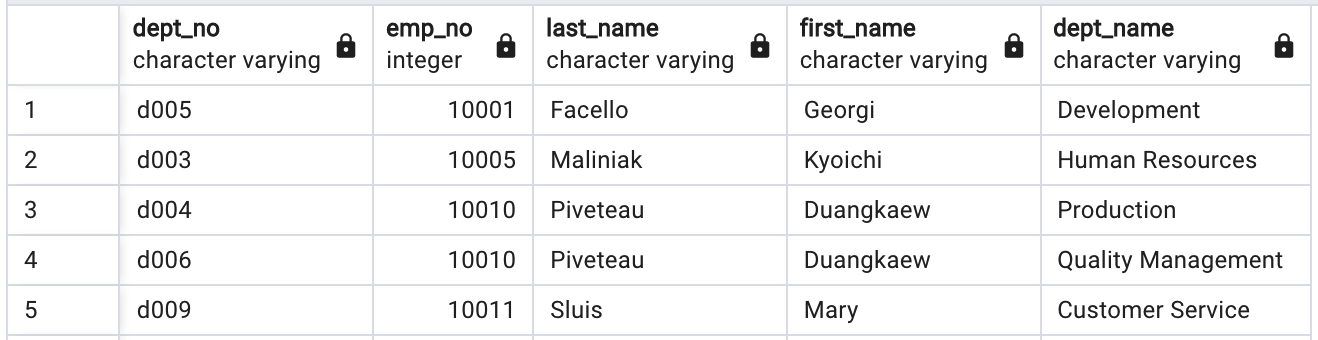 dept_no emp_no last_name first_name dept_name
character varying integer character varying character varying character varying
1 d005 10001 Facello Georgi Development
2 d003 10005 Maliniak Kyoichi Human Resources
3 d004 10010 Piveteau Duangkaew Production
4 d006 10010 Piveteau Duangkaew Quality Management
5 d009 10011 Sluis Mary Customer Service